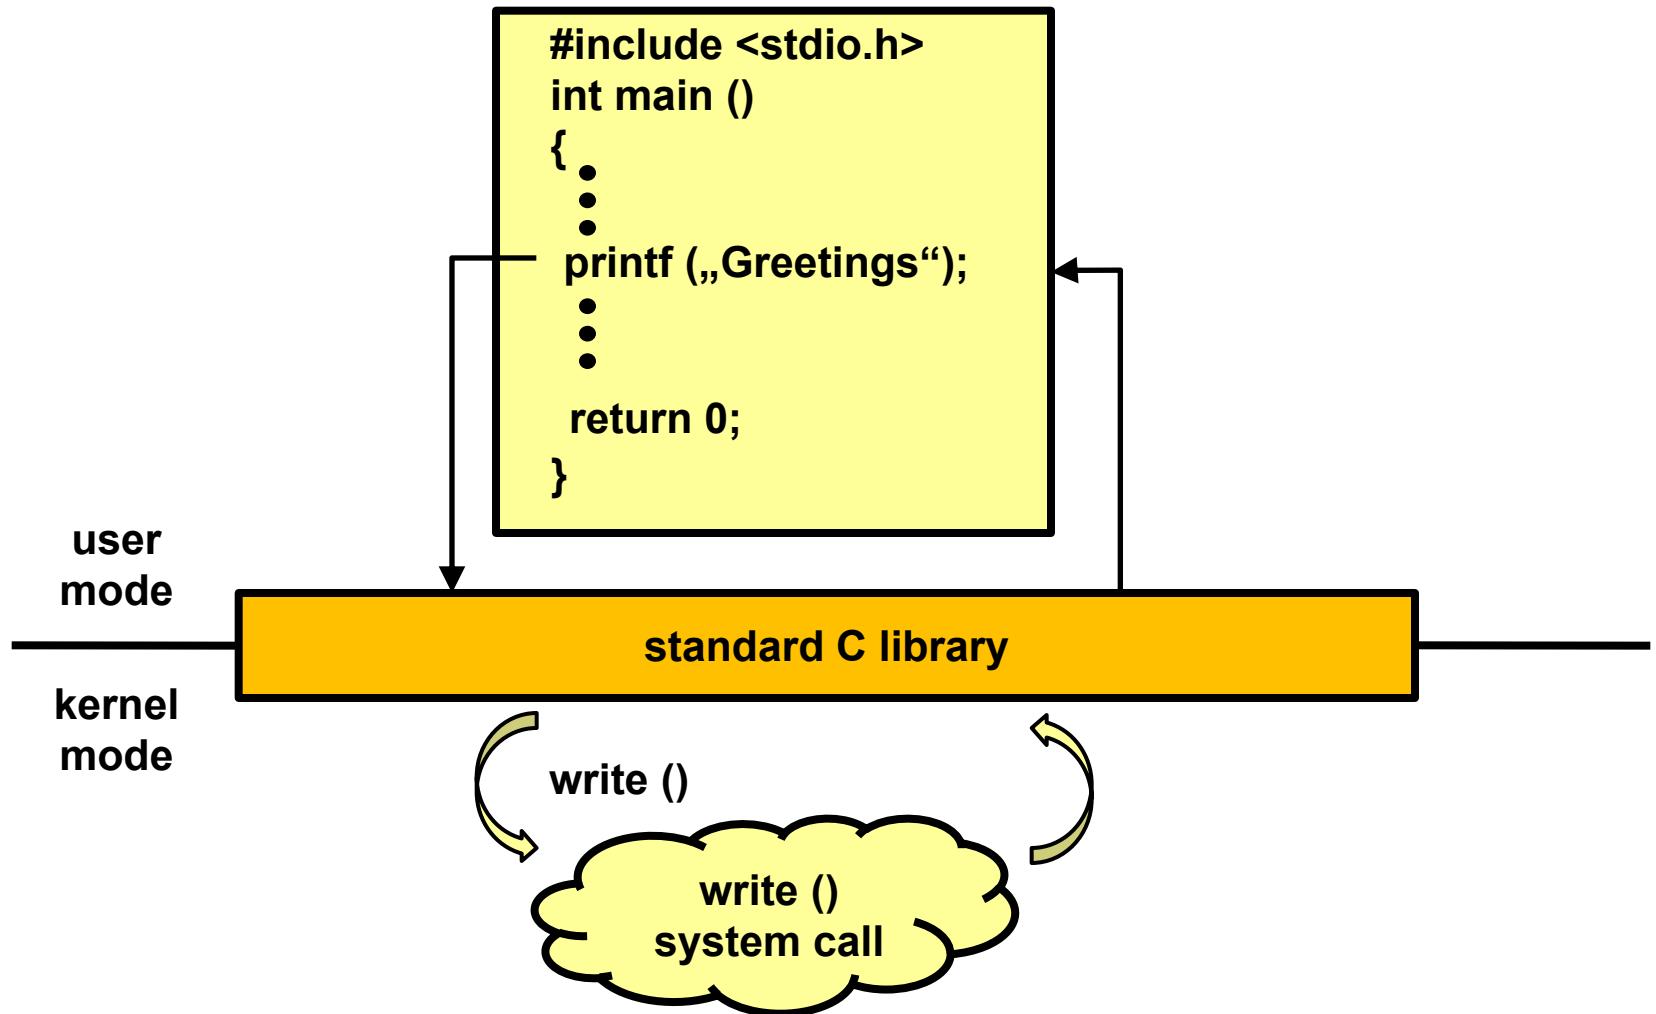 #include <stdio.h>
int main ()
{
printf („Greetings“);
return 0;
}
user
mode
standard C library
kernel
mode
write ()
write ()
system call